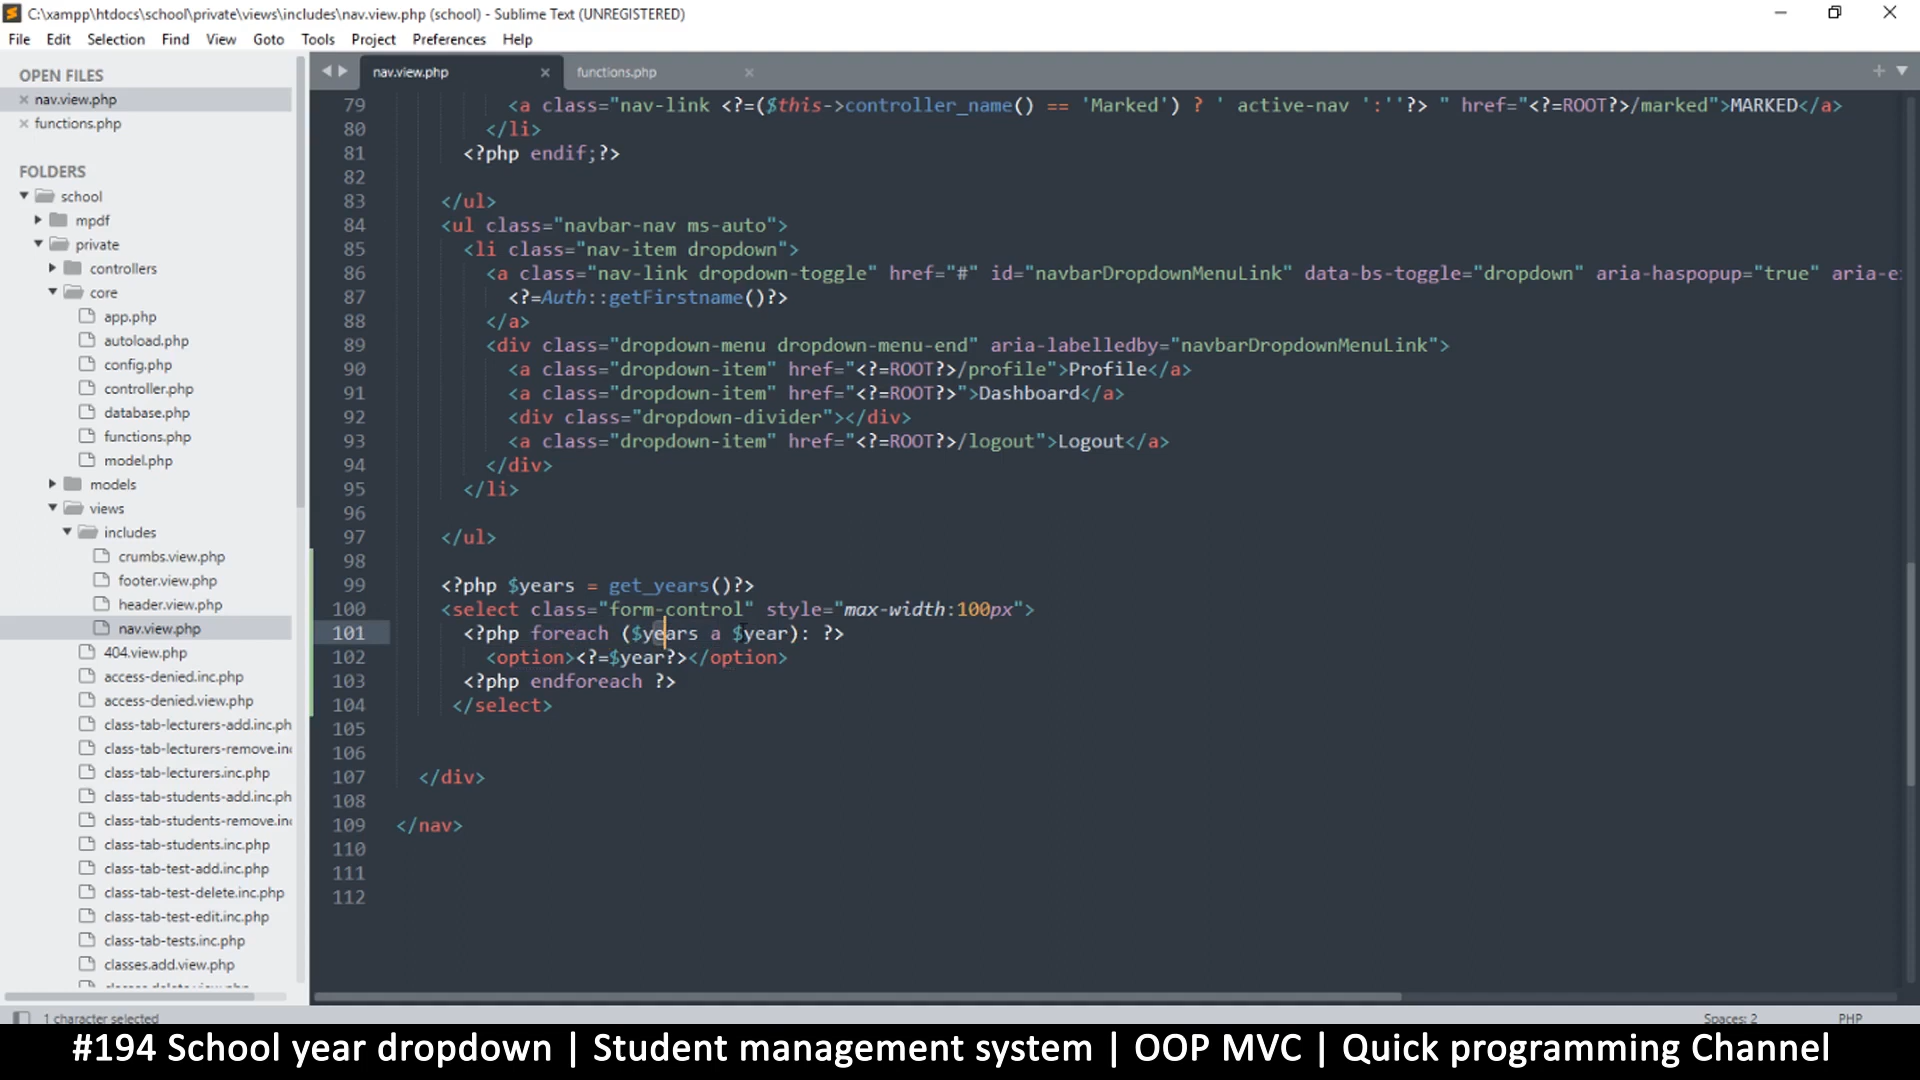 C:\xampp\htdocs\school\private\views\includes\nav.view.php (school) - Sublime Text (UNREGISTERED)
File Edit Selection Find View Goto Tools Project Preferences Help
OPEN FILES
nav.view.php
functions.php
FOLDERS
school
mpdf
private
controllers
core
app.php
autoload.php
config.php
controller.php
database.php
functions.php
model.php
models
views
includes
crumbs.view.php
footer.view.php
header.view.php
nav.view.php
404.view.php
access-denied.inc.php
access-denied.view.php
class-tab-lecturers-add.inc.ph
class-tab-lecturers-remove.inc
class-tab-lecturers.inc.php
class-tab-students-add.inc.php
class-tab-students-remove.inc
class-tab-students.inc.php
class-tab-test-add.inc.php
class-tab-test-delete.inc.php
class-tab-test-edit.inc.php
class-tab-tests.inc.php
classes.add.view.php
nav.view.php functions.php
79 <a class="nav-link <?=($this->controller_name() == 'Marked') ? ' active-nav ':''?> " href="<?=ROOT?>/marked">MARKED</a>
80 </li>
81 <?php endif;?>
82
83 </ul>
84 <ul class="navbar-nav ms-auto">
85 <li class="nav-item dropdown">
86 <a class="nav-link dropdown-toggle" href="#" id="navbarDropdownMenuLink" data-bs-toggle="dropdown" aria-haspopup="true" aria-e
87 <?=Auth::getFirstname()?>
88 </a>
89 <div class="dropdown-menu dropdown-menu-end" aria-labelledby="navbarDropdownMenuLink">
90 <a class="dropdown-item" href="<?=ROOT?>/profile">Profile</a>
91 <a class="dropdown-item" href="<?=ROOT?>">Dashboard</a>
92 <div class="dropdown-divider"></div>
93 <a class="dropdown-item" href="<?=ROOT?>/logout">Logout</a>
94 </div>
95 </li>
96
97 </ul>
98
99 <?php $years = get_years()?>
100 <select class="form-control" style="max-width:100px">
101 <?php foreach ($years a $year): ?>
102 <option><?=$year?></option>
103 <?php endforeach ?>
104 </select>
105
106
107 </div>
108
109 </nav>
110
111
112
1 character selected Spaces: 2 PHP
#194 School year dropdown | Student management system | OOP MVC | Quick programming Channel